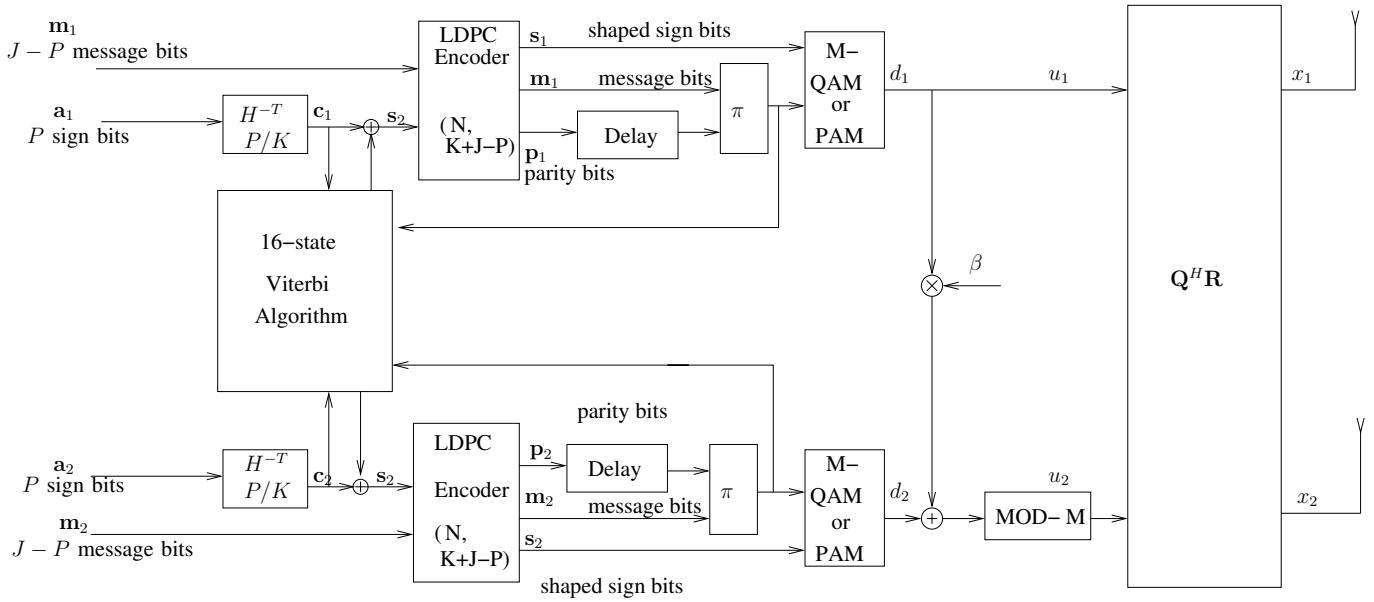 m₁
J – P message bits
a₁
P sign bits
H⁻ᵀ
P/K
c₁
s₂
LDPC
Encoder
(N,
K+J–P)
s₁
shaped sign bits
m₁
message bits
p₁
parity bits
Delay
π
M–
QAM
or
PAM
d₁
u₁
x₁
16–state
Viterbi
Algorithm
β
QᴴR
a₂
P sign bits
m₂
J – P message bits
H⁻ᵀ
P/K
c₂
s₂
LDPC
Encoder
(N,
K+J–P)
parity bits
p₂
Delay
m₂
message bits
s₂
shaped sign bits
π
M–
QAM
or
PAM
d₂
MOD– M
u₂
x₂